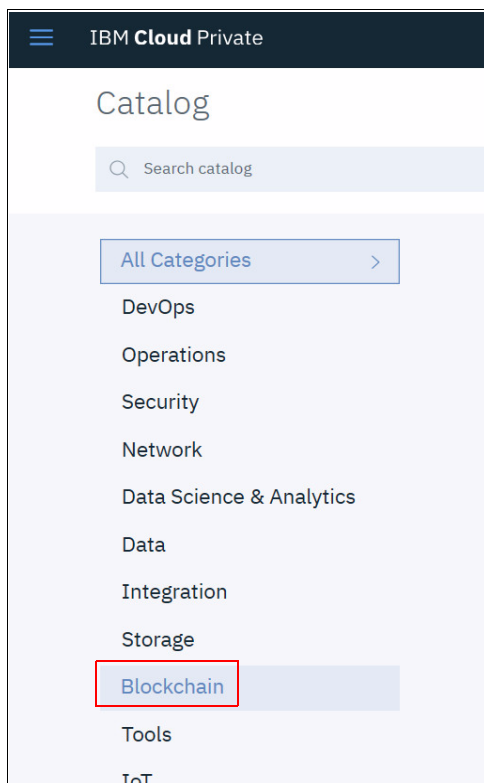 IBM Cloud Private
Catalog
Search catalog
All Categories
DevOps
Operations
Security
Network
Data Science & Analytics
Data
Integration
Storage
Blockchain
Tools
IoT